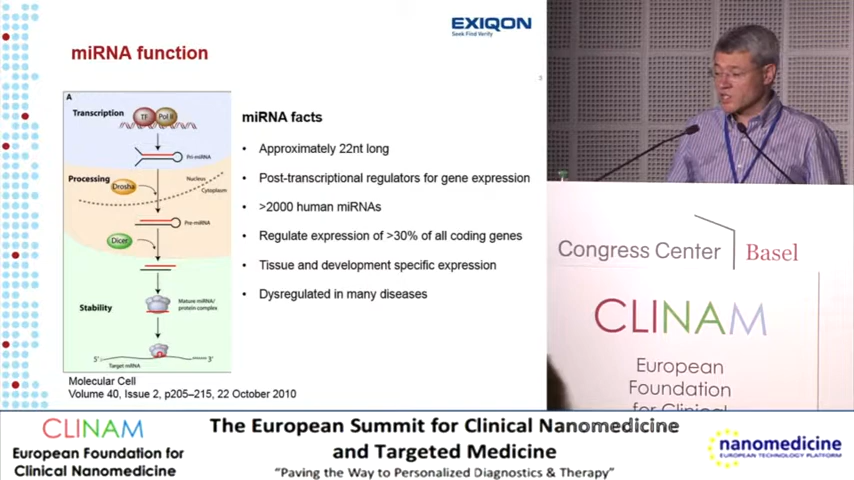 EXIQON
Seek Find Verify
miRNA function
A
Transcription
TF
Pol II
Pri-miRNA
Processing
Nucleus
Drosha
Cytoplasm
Pre-miRNA
Dicer
Stability
Mature miRNA/
protein complex
5'
3'
Target mRNA
miRNA facts
• Approximately 22nt long
• Post-transcriptional regulators for gene expression
• >2000 human miRNAs
• Regulate expression of >30% of all coding genes
• Tissue and development specific expression
• Dysregulated in many diseases
Molecular Cell
Volume 40, Issue 2, p205–215, 22 October 2010
Congress Center Basel
CLINAM
European
Foundation
for Clinical
CLINAM
European Foundation for
Clinical Nanomedicine
The European Summit for Clinical Nanomedicine
and Targeted Medicine
"Paving the Way to Personalized Diagnostics & Therapy"
nanomedicine
EUROPEAN TECHNOLOGY PLATFORM